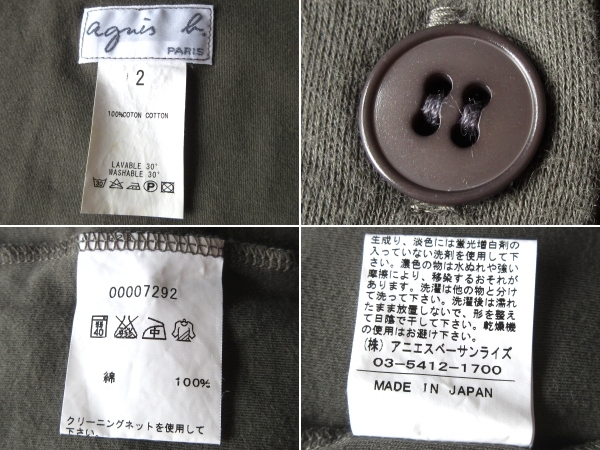 agnès b.
PARIS
2
100%COTON COTTON
LAVABLE 30°
WASHABLE 30°
P
00007292
40
綿 100%
クリーニングネットを使用して
下さい。
生成り、淡色には蛍光増白剤の
入っていない洗剤を使用して下
さい。濃色の物は水ぬれや強い
摩擦により、移染するおそれが
あります。洗濯は他の物と分け
て洗って下さい。洗濯後は濡れ
たまま放置しないで、形を整え
て日陰で干して下さい。乾燥機
の使用はお避け下さい。
(株) アニエスベーサンライズ
03-5412-1700
MADE IN JAPAN